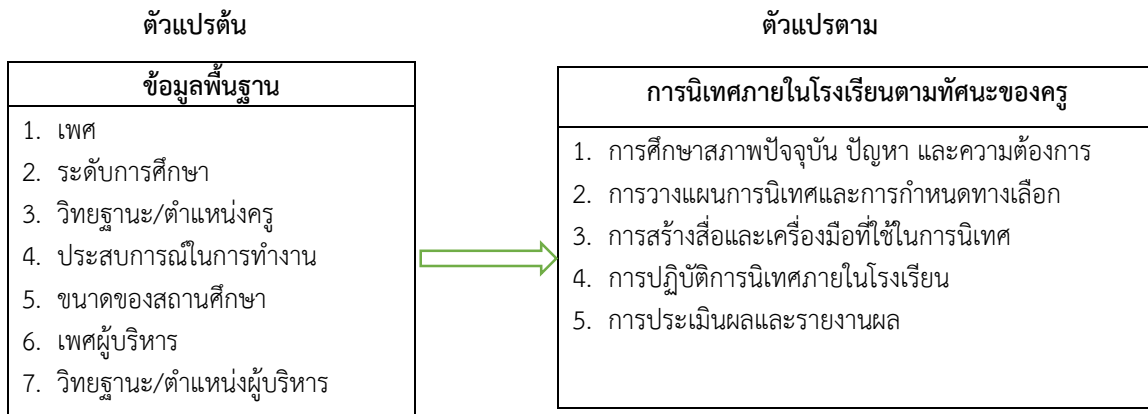 ตัวแปรต้น
ข้อมูลพื้นฐาน
1. เพศ
2. ระดับการศึกษา
3. วิทยฐานะ/ตำแหน่งครู
4. ประสบการณ์ในการทำงาน
5. ขนาดของสถานศึกษา
6. เพศผู้บริหาร
7. วิทยฐานะ/ตำแหน่งผู้บริหาร
ตัวแปรตาม
การนิเทศภายในโรงเรียนตามทัศนะของครู
1. การศึกษาสภาพปัจจุบัน ปัญหา และความต้องการ
2. การวางแผนการนิเทศและการกำหนดทางเลือก
3. การสร้างสื่อและเครื่องมือที่ใช้ในการนิเทศ
4. การปฏิบัติการนิเทศภายในโรงเรียน
5. การประเมินผลและรายงานผล